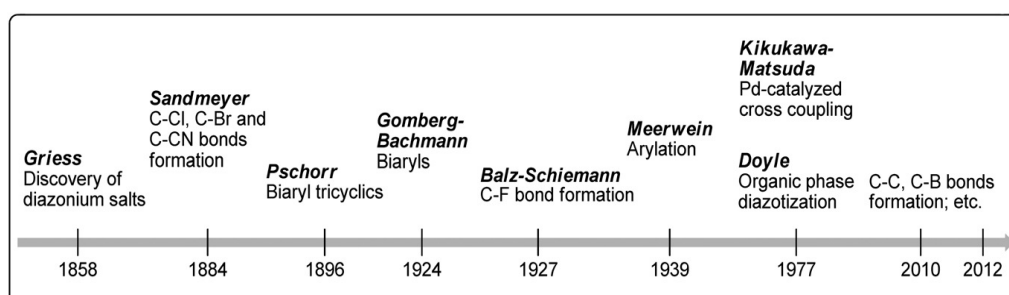 Griess
Discovery of
diazonium salts
Sandmeyer
C-Cl, C-Br and
C-CN bonds
formation
Pschorr
Biaryl tricyclics
Gomberg-
Bachmann
Biaryls
Balz-Schiemann
C-F bond formation
Meerwein
Arylation
Kikukawa-
Matsuda
Pd-catalyzed
cross coupling
Doyle
Organic phase
diazotization
C-C, C-B bonds
formation; etc.
1858 1884 1896 1924 1927 1939 1977 2010 2012